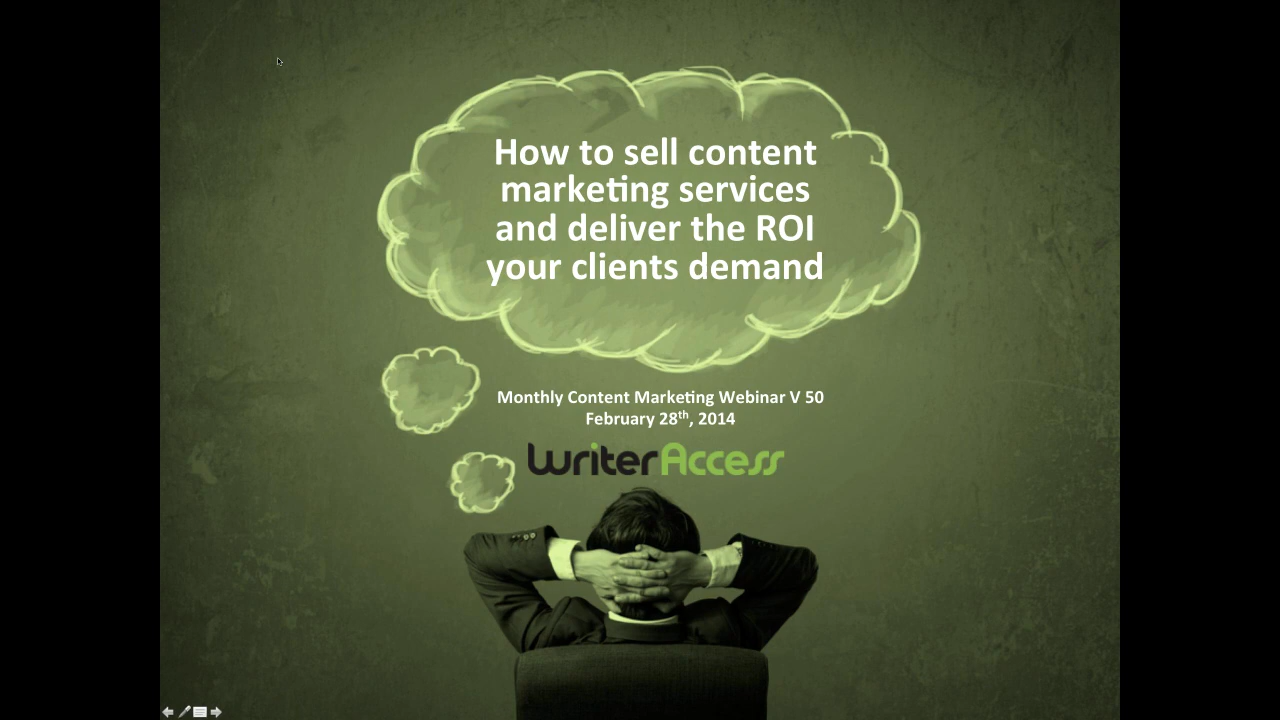 How to sell content
marketing services
and deliver the ROI
your clients demand
Monthly Content Marketing Webinar V 50
February 28th, 2014
WriterAccess